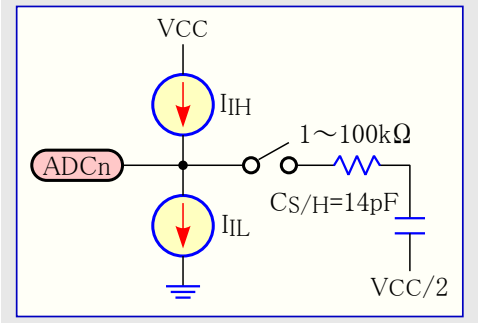 VCC
IIH
1～100kΩ
ADCn
CS/H=14pF
IIL
VCC/2